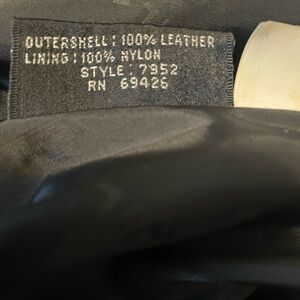 OUTERSHELL: 100% LEATHER
LINING: 100% NYLON
STYLE: 7952
RN 69426